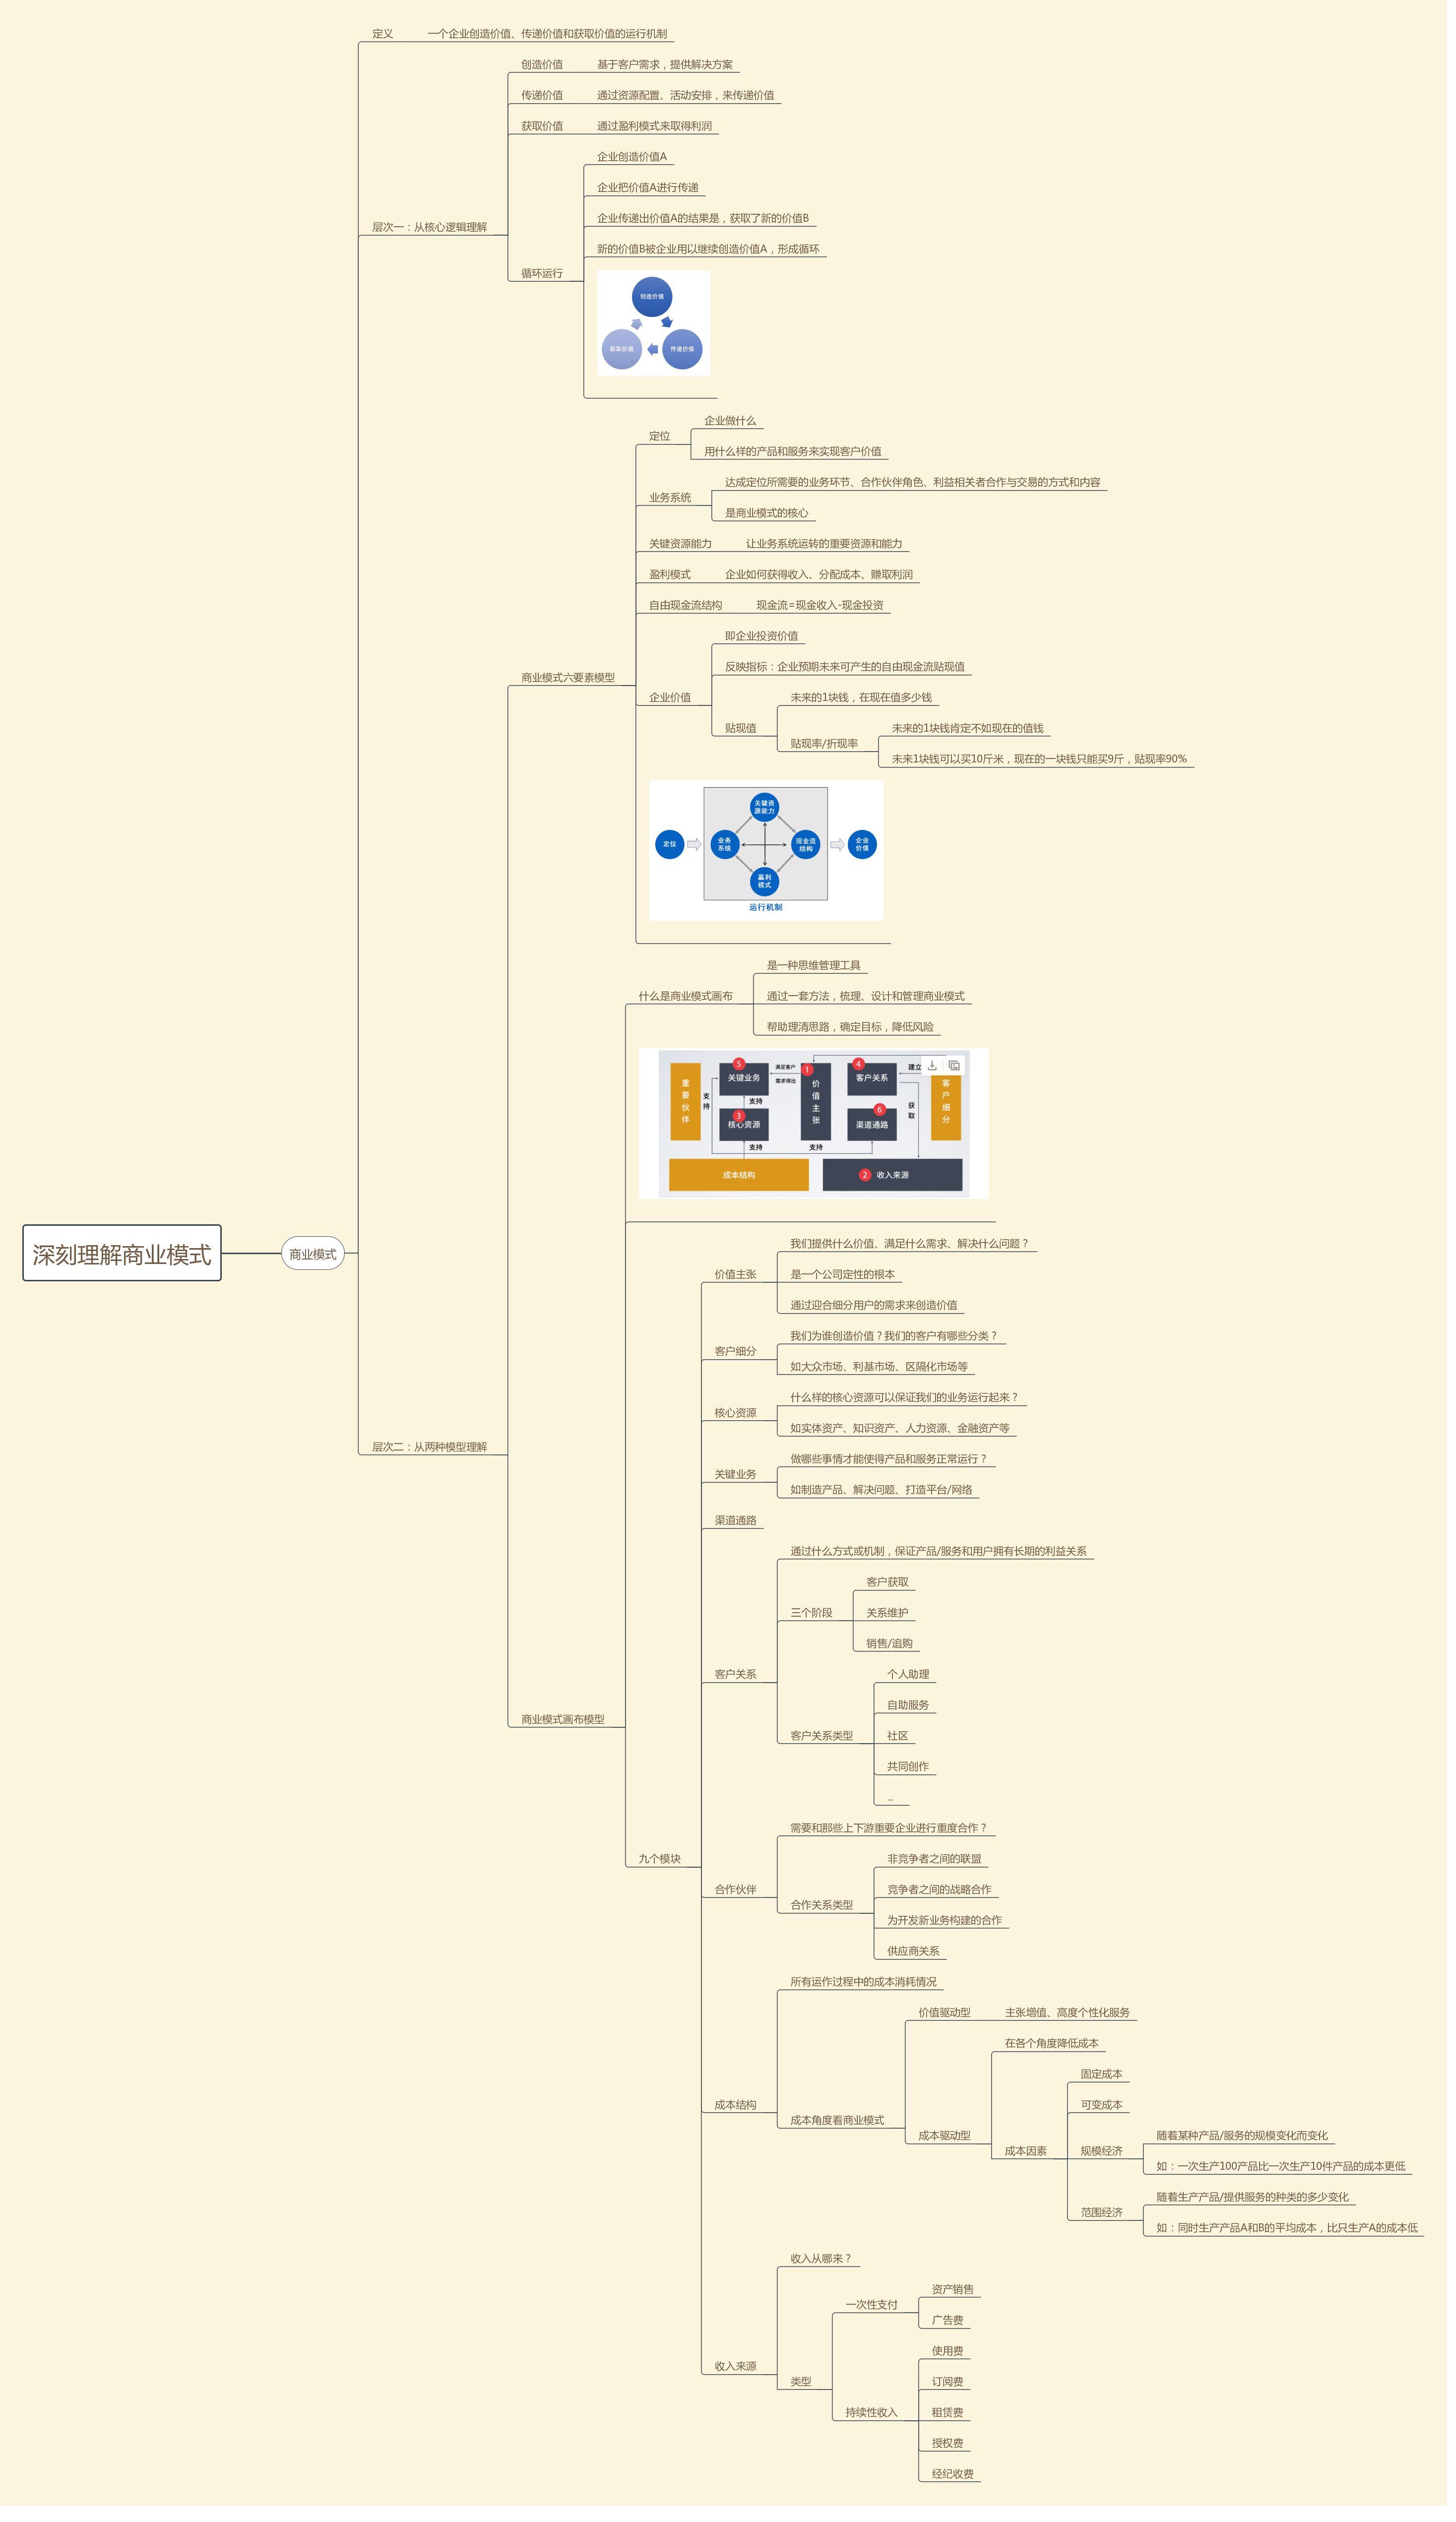 深刻理解商业模式
商业模式
定义
一个企业创造价值、传递价值和获取价值的运行机制
层次一：从核心逻辑理解
创造价值
基于客户需求，提供解决方案
传递价值
通过资源配置、活动安排，来传递价值
获取价值
通过盈利模式来取得利润
循环运行
企业创造价值A
企业把价值A进行传递
企业传递出价值A的结果是，获取了新的价值B
新的价值B被企业用以继续创造价值A，形成循环
创造价值
获取价值
传递价值
层次二：从两种模型理解
商业模式六要素模型
定位
企业做什么
用什么样的产品和服务来实现客户价值
业务系统
达成定位所需要的业务环节、合作伙伴角色、利益相关者合作与交易的方式和内容
是商业模式的核心
关键资源能力
让业务系统运转的重要资源和能力
盈利模式
企业如何获得收入、分配成本、赚取利润
自由现金流结构
现金流=现金收入-现金投资
企业价值
即企业投资价值
反映指标：企业预期未来可产生的自由现金流贴现值
贴现值
未来的1块钱，在现在值多少钱
贴现率/折现率
未来的1块钱肯定不如现在的值钱
未来1块钱可以买10斤米，现在的一块钱只能买9斤，贴现率90%
关键资
源能力
定位
业务
系统
现金流
结构
企业
价值
赢利
模式
运行机制
商业模式画布模型
什么是商业模式画布
是一种思维管理工具
通过一套方法，梳理、设计和管理商业模式
帮助理清思路，确定目标，降低风险
重要伙伴
支持
5
关键业务
满足客户
需求得出
支持
3
核心资源
支持
1
价值主张
支持
4
客户关系
建立
获取
6
渠道通路
客户细分
成本结构
2
收入来源
九个模块
价值主张
我们提供什么价值、满足什么需求、解决什么问题？
是一个公司定性的根本
通过迎合细分用户的需求来创造价值
客户细分
我们为谁创造价值？我们的客户有哪些分类？
如大众市场、利基市场、区隔化市场等
核心资源
什么样的核心资源可以保证我们的业务运行起来？
如实体资产、知识资产、人力资源、金融资产等
关键业务
做哪些事情才能使得产品和服务正常运行？
如制造产品、解决问题、打造平台/网络
渠道通路
客户关系
通过什么方式或机制，保证产品/服务和用户拥有长期的利益关系
三个阶段
客户获取
关系维护
销售/追购
客户关系类型
个人助理
自助服务
社区
共同创作
...
合作伙伴
需要和那些上下游重要企业进行重度合作？
合作关系类型
非竞争者之间的联盟
竞争者之间的战略合作
为开发新业务构建的合作
供应商关系
成本结构
所有运作过程中的成本消耗情况
成本角度看商业模式
价值驱动型
主张增值、高度个性化服务
成本驱动型
在各个角度降低成本
成本因素
固定成本
可变成本
规模经济
随着某种产品/服务的规模变化而变化
如：一次生产100产品比一次生产10件产品的成本更低
范围经济
随着生产产品/提供服务的种类的多少变化
如：同时生产产品A和B的平均成本，比只生产A的成本低
收入来源
收入从哪来？
类型
一次性支付
资产销售
广告费
持续性收入
使用费
订阅费
租赁费
授权费
经纪收费